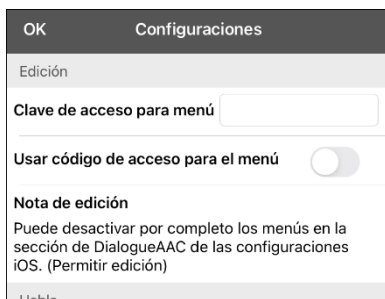 OK Configuraciones
Edición
Clave de acceso para menú
Usar código de acceso para el menú
Nota de edición
Puede desactivar por completo los menús en la
sección de DialogueAAC de las configuraciones
iOS. (Permitir edición)